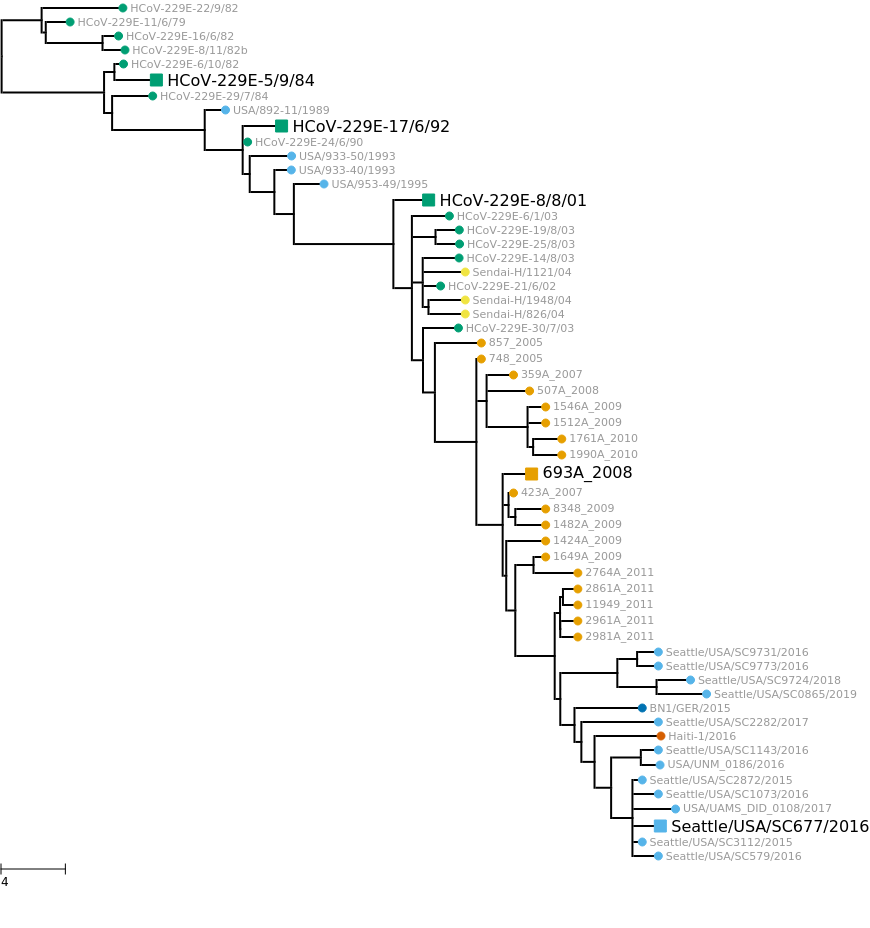 HCoV-229E-22/9/82
HCoV-229E-11/6/79
HCoV-229E-16/6/82
HCoV-229E-8/11/82b
HCoV-229E-6/10/82
HCoV-229E-5/9/84
HCoV-229E-29/7/84
USA/892-11/1989
HCoV-229E-17/6/92
HCoV-229E-24/6/90
USA/933-50/1993
USA/933-40/1993
USA/953-49/1995
HCoV-229E-8/8/01
HCoV-229E-6/1/03
HCoV-229E-19/8/03
HCoV-229E-25/8/03
HCoV-229E-14/8/03
Sendai-H/1121/04
HCoV-229E-21/6/02
Sendai-H/1948/04
Sendai-H/826/04
HCoV-229E-30/7/03
857_2005
748_2005
359A_2007
507A_2008
1546A_2009
1512A_2009
1761A_2010
1990A_2010
693A_2008
423A_2007
8348_2009
1482A_2009
1424A_2009
1649A_2009
2764A_2011
2861A_2011
11949_2011
2961A_2011
2981A_2011
Seattle/USA/SC9731/2016
Seattle/USA/SC9773/2016
Seattle/USA/SC9724/2018
Seattle/USA/SC0865/2019
BN1/GER/2015
Seattle/USA/SC2282/2017
Haiti-1/2016
Seattle/USA/SC1143/2016
USA/UNM_0186/2016
Seattle/USA/SC2872/2015
Seattle/USA/SC1073/2016
USA/UAMS_DID_0108/2017
Seattle/USA/SC677/2016
Seattle/USA/SC3112/2015
Seattle/USA/SC579/2016
4